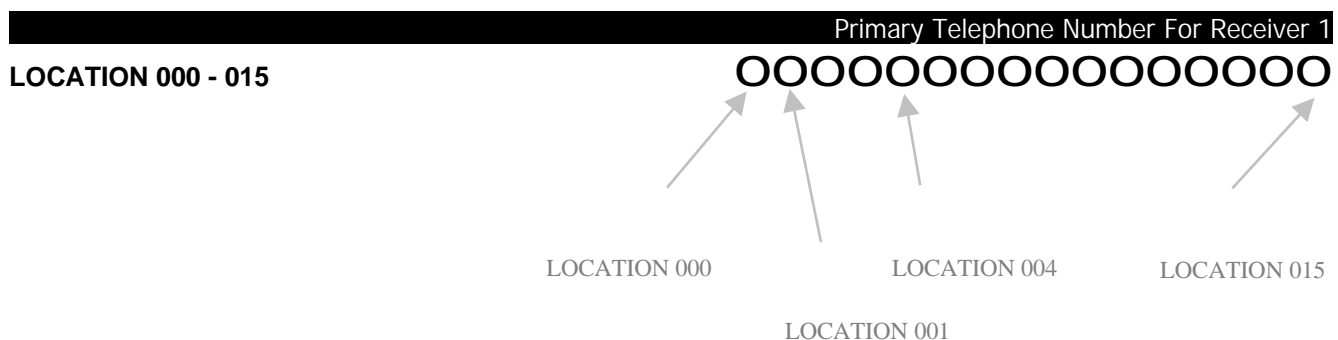 Primary Telephone Number For Receiver 1
LOCATION 000 - 015 OOOOOOOOOOOOOOOO
LOCATION 000 LOCATION 004 LOCATION 015
LOCATION 001